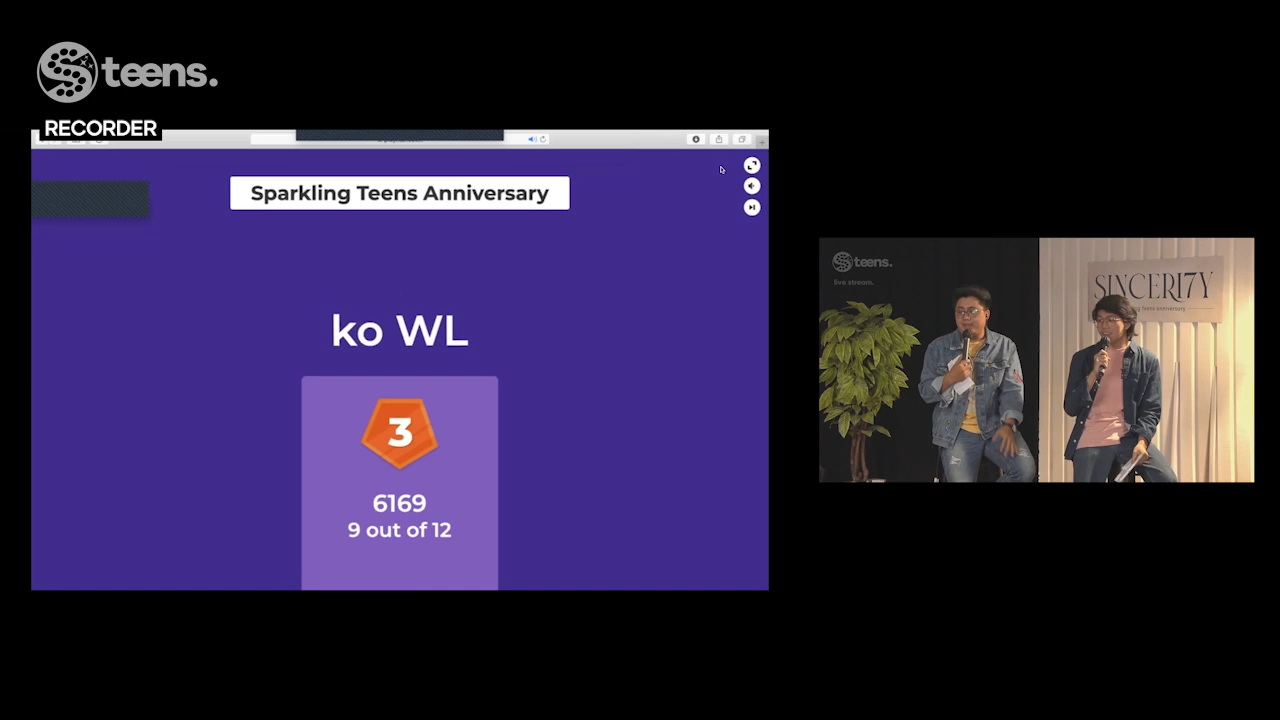 teens.
RECORDER
Sparkling Teens Anniversary
ko WL
3
6169
9 out of 12
teens.
live stream.
SINCERI7Y
teens anniversary